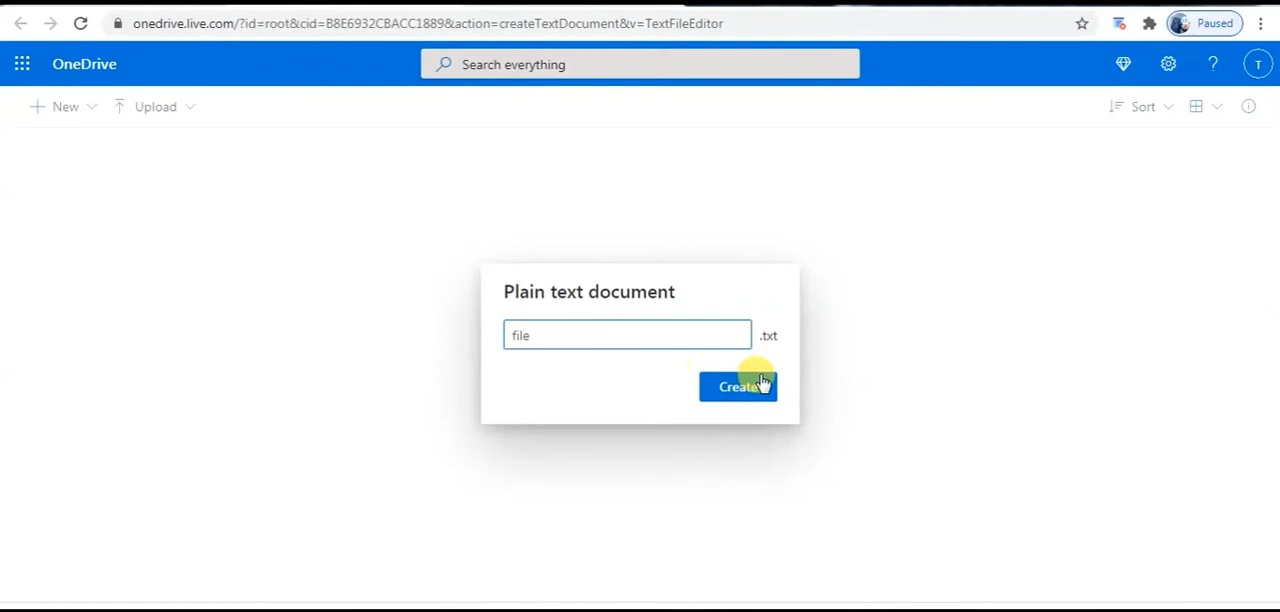 onedrive.live.com/?id=root&cid=B8E6932CBACC1889&action=createTextDocument&v=TextFileEditor
Paused
OneDrive
Search everything
?
T
New
Upload
Sort
Plain text document
file
.txt
Create